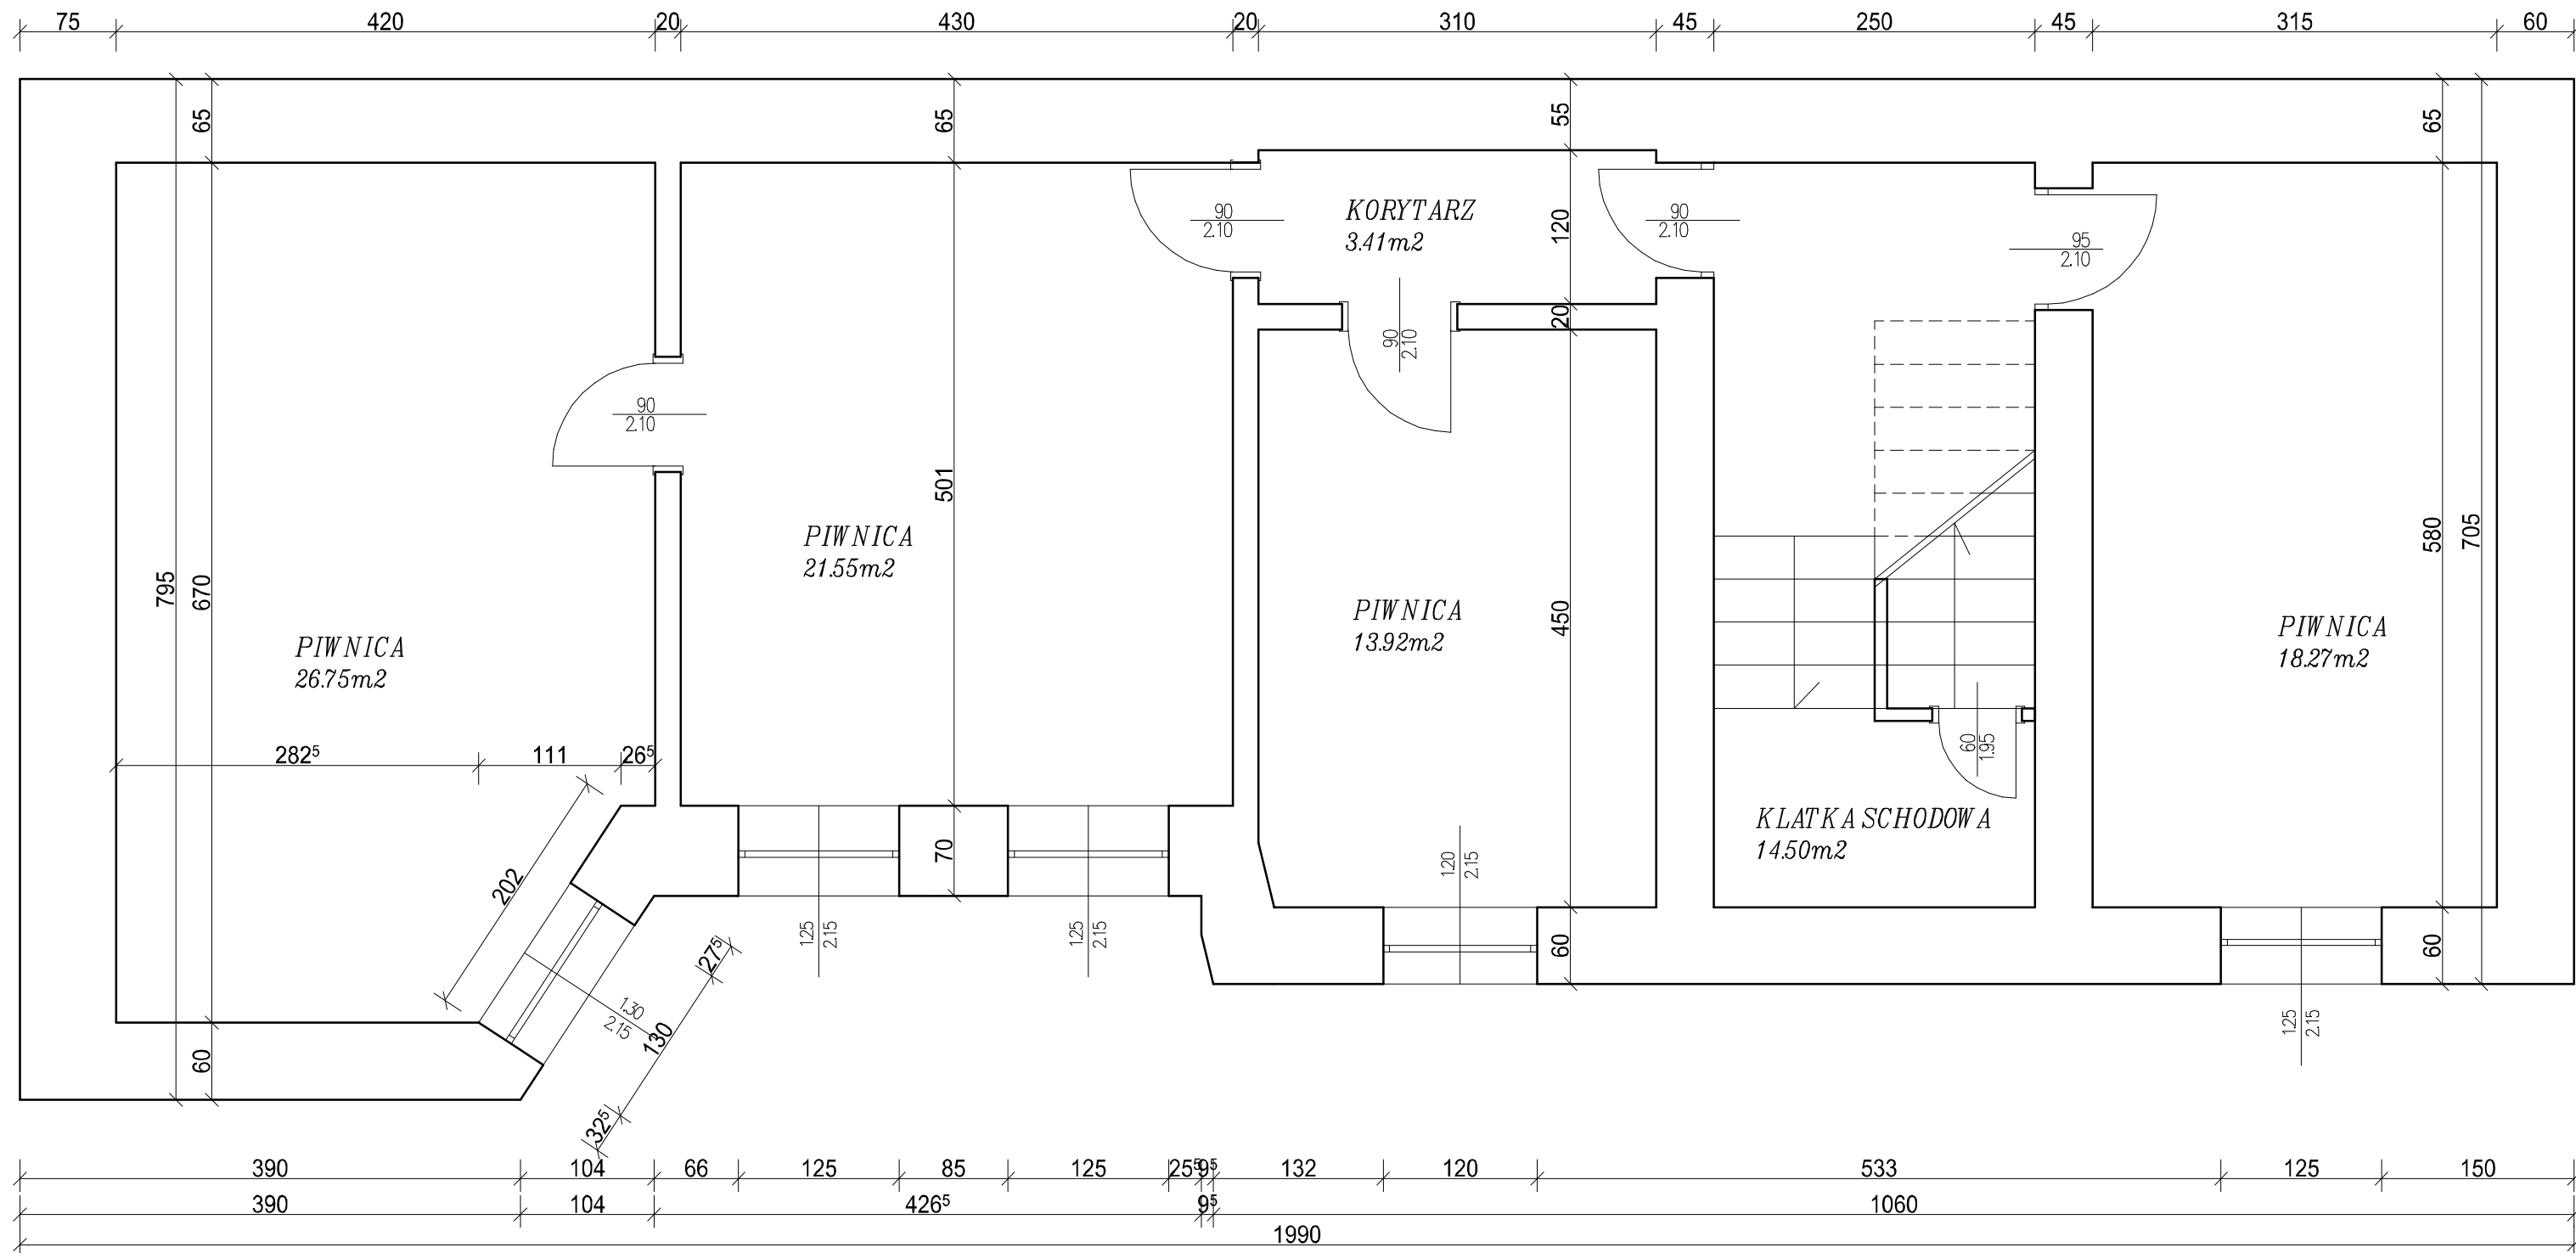 75 420 20 430 20 310 45 250 45 315 60
65 65 55 65
90
2.10
KORYTARZ
3.41m2
120
90
2.10
95
2.10
20
90
2.10
90
2.10
501
PIWNICA
21.55m2
795
670
580
705
PIWNICA
26.75m2
PIWNICA
13.92m2
450
PIWNICA
18.27m2
282⁵ 111 26⁵
60
1.95
KLATKA SCHODOWA
14.50m2
202
70
120
2.15
125
2.15
125
2.15
27⁵
60
60
1.30
2.15
130
60
125
2.15
32⁵
390 104 66 125 85 125 25⁵ 9⁵ 132 120 533 125 150
390 104 426⁵ 9⁵ 1060
1990